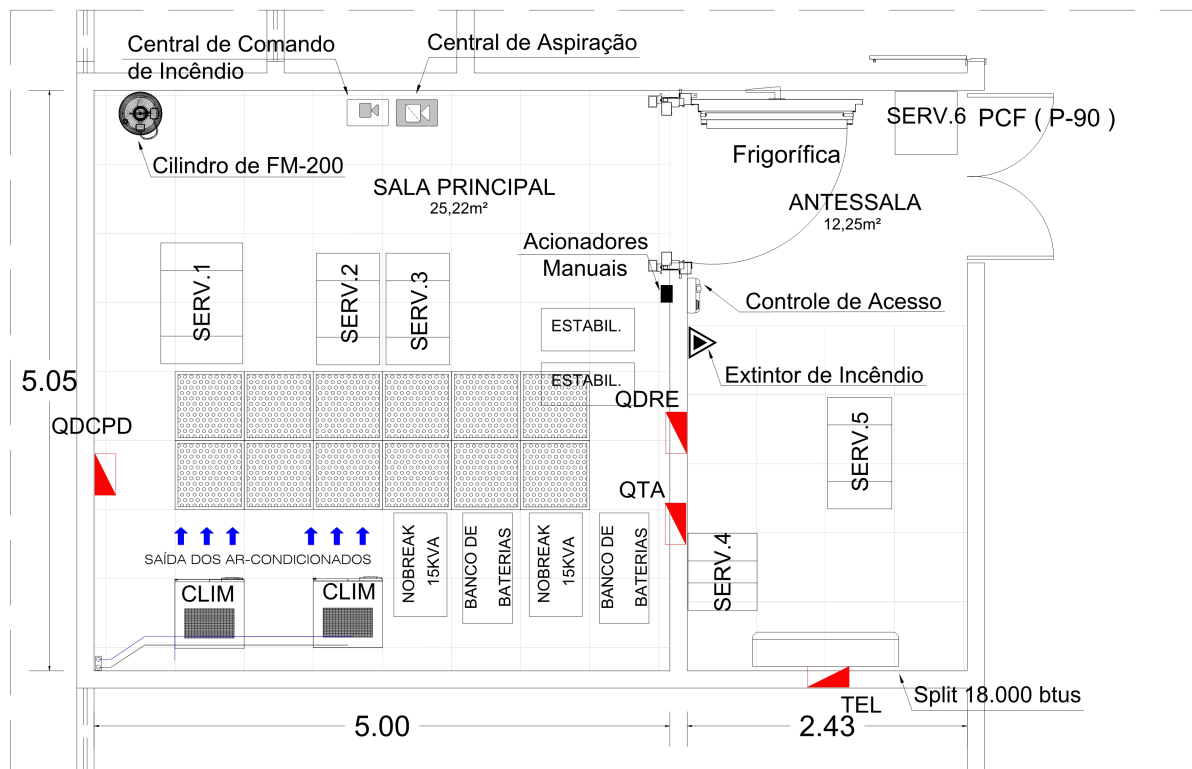 Central de Comando
de Incêndio
Central de Aspiração
SERV.6
PCF ( P-90 )
Cilindro de FM-200
Frigorífica
SALA PRINCIPAL
25,22m²
ANTESSALA
12,25m²
Acionadores
Manuais
SERV.1
SERV.2
SERV.3
Controle de Acesso
ESTABIL.
ESTABIL.
Extintor de Incêndio
5.05
QDRE
QDCPD
SERV.5
QTA
SAÍDA DOS AR-CONDICIONADOS
NOBREAK
15KVA
BANCO DE
BATERIAS
NOBREAK
15KVA
BANCO DE
BATERIAS
SERV.4
CLIM
CLIM
Split 18.000 btus
TEL
5.00
2.43